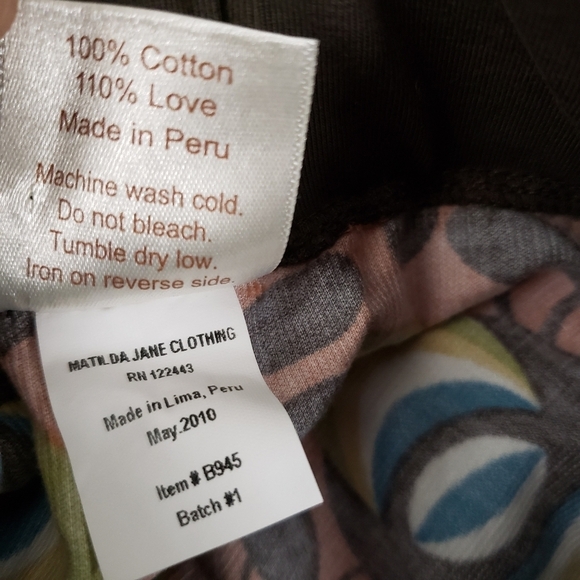 100% Cotton
110% Love
Made in Peru
Machine wash cold.
Do not bleach.
Tumble dry low.
Iron on reverse side.
MATILDA JANE CLOTHING
RN 122443
Made in Lima, Peru
May.2010
Item# B945
Batch #1